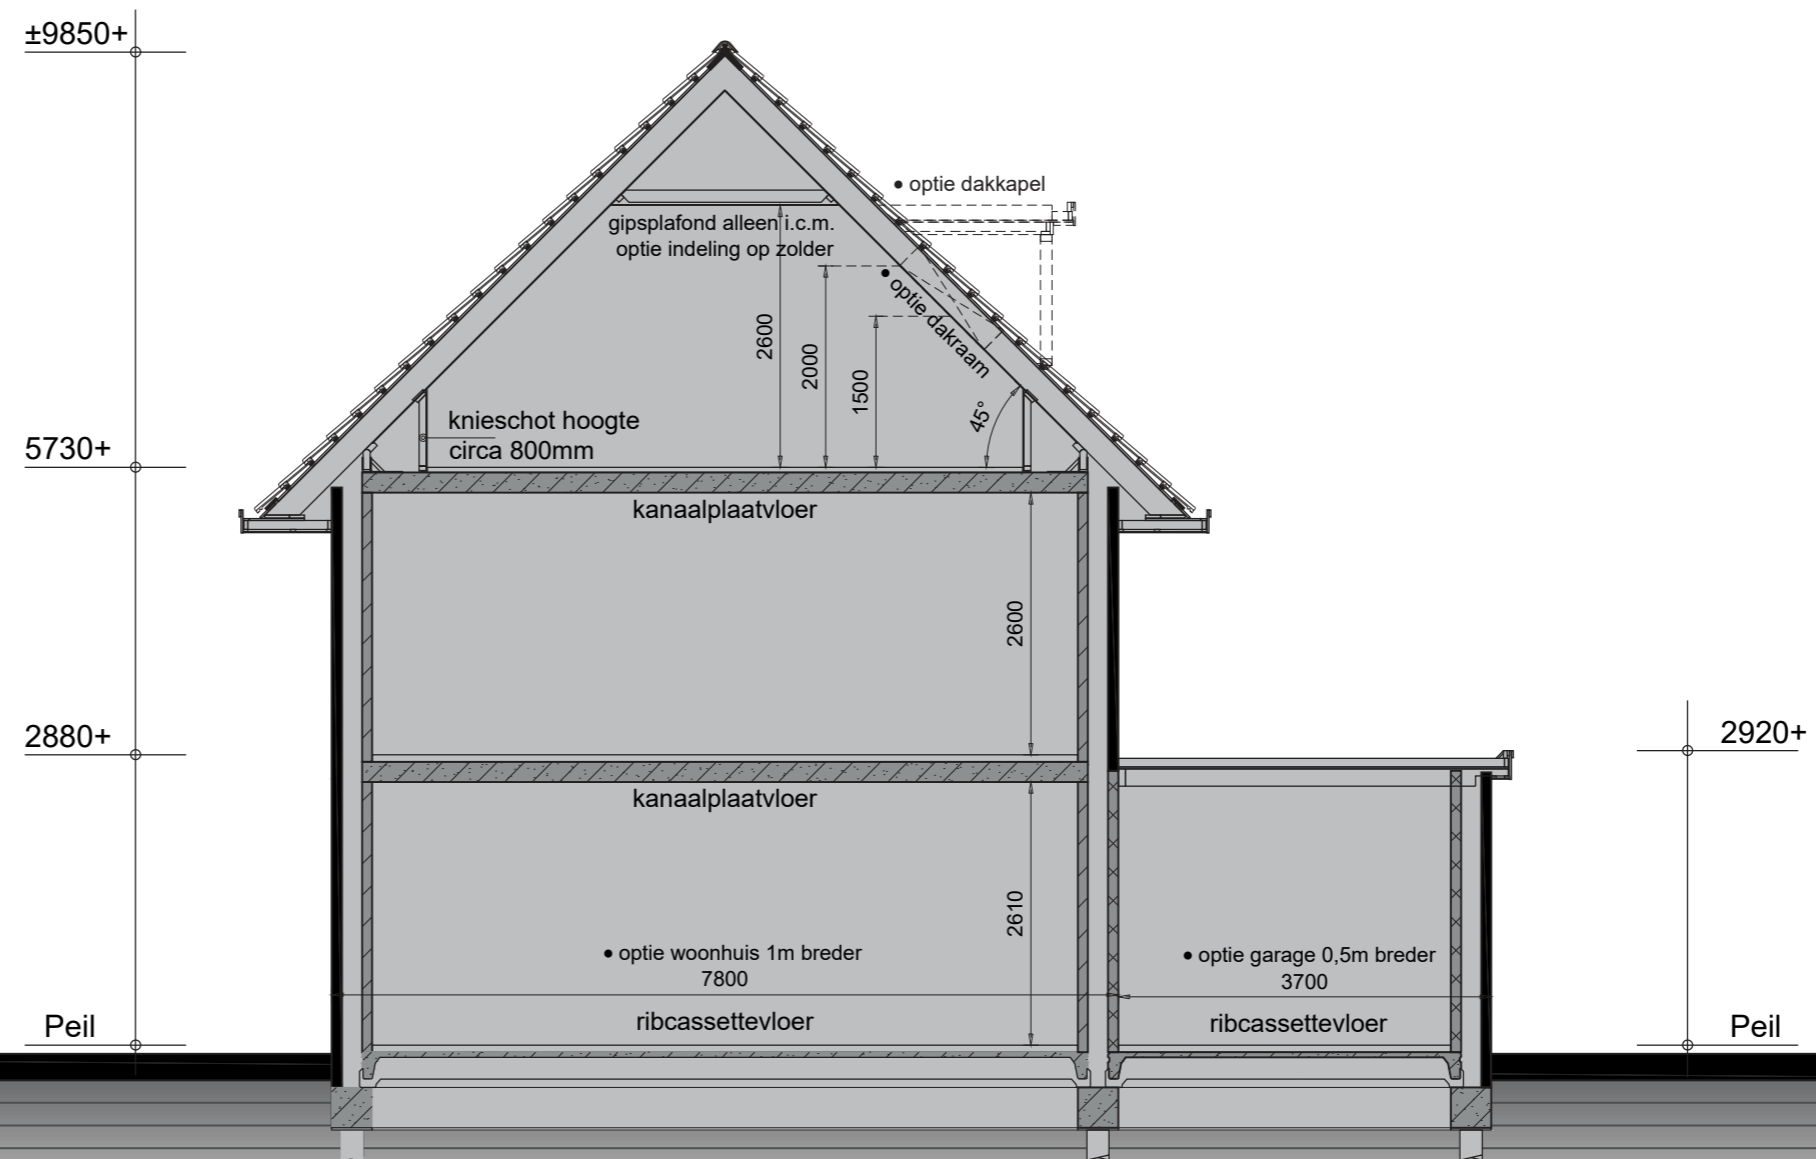 ±9850+
• optie dakkapel
gipsplafond alleen i.c.m.
optie indeling op zolder
• optie dakraam
2600
2000
1500
45°
knieschot hoogte
circa 800mm
5730+
kanaalplaatvloer
2600
2880+
2920+
kanaalplaatvloer
2610
• optie woonhuis 1m breder
7800
• optie garage 0,5m breder
3700
ribcassettevloer
ribcassettevloer
Peil
Peil